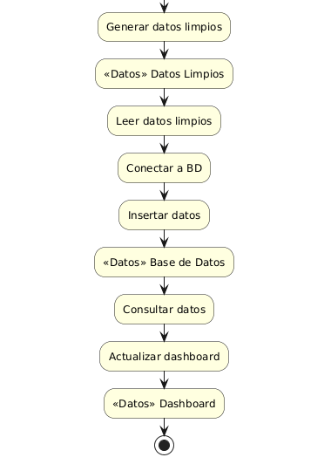 Generar datos limpios
«Datos» Datos Limpios
Leer datos limpios
Conectar a BD
Insertar datos
«Datos» Base de Datos
Consultar datos
Actualizar dashboard
«Datos» Dashboard